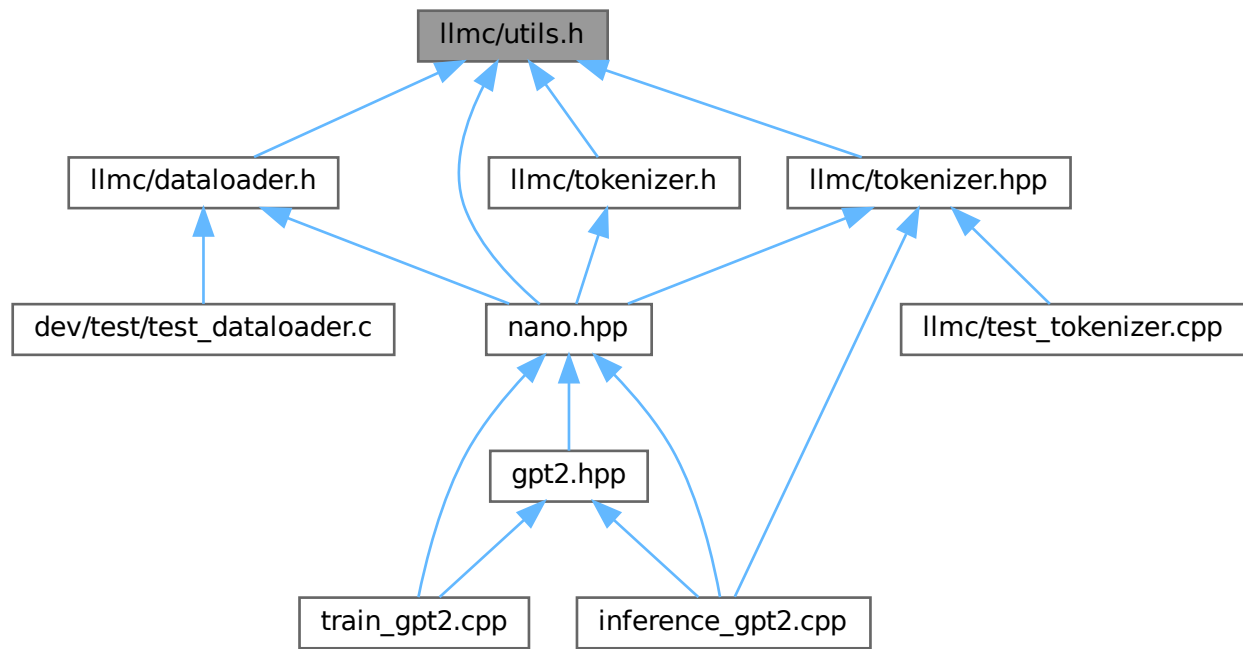 llmc/utils.h
llmc/dataloader.h
llmc/tokenizer.h
llmc/tokenizer.hpp
dev/test/test_dataloader.c
nano.hpp
llmc/test_tokenizer.cpp
gpt2.hpp
train_gpt2.cpp
inference_gpt2.cpp